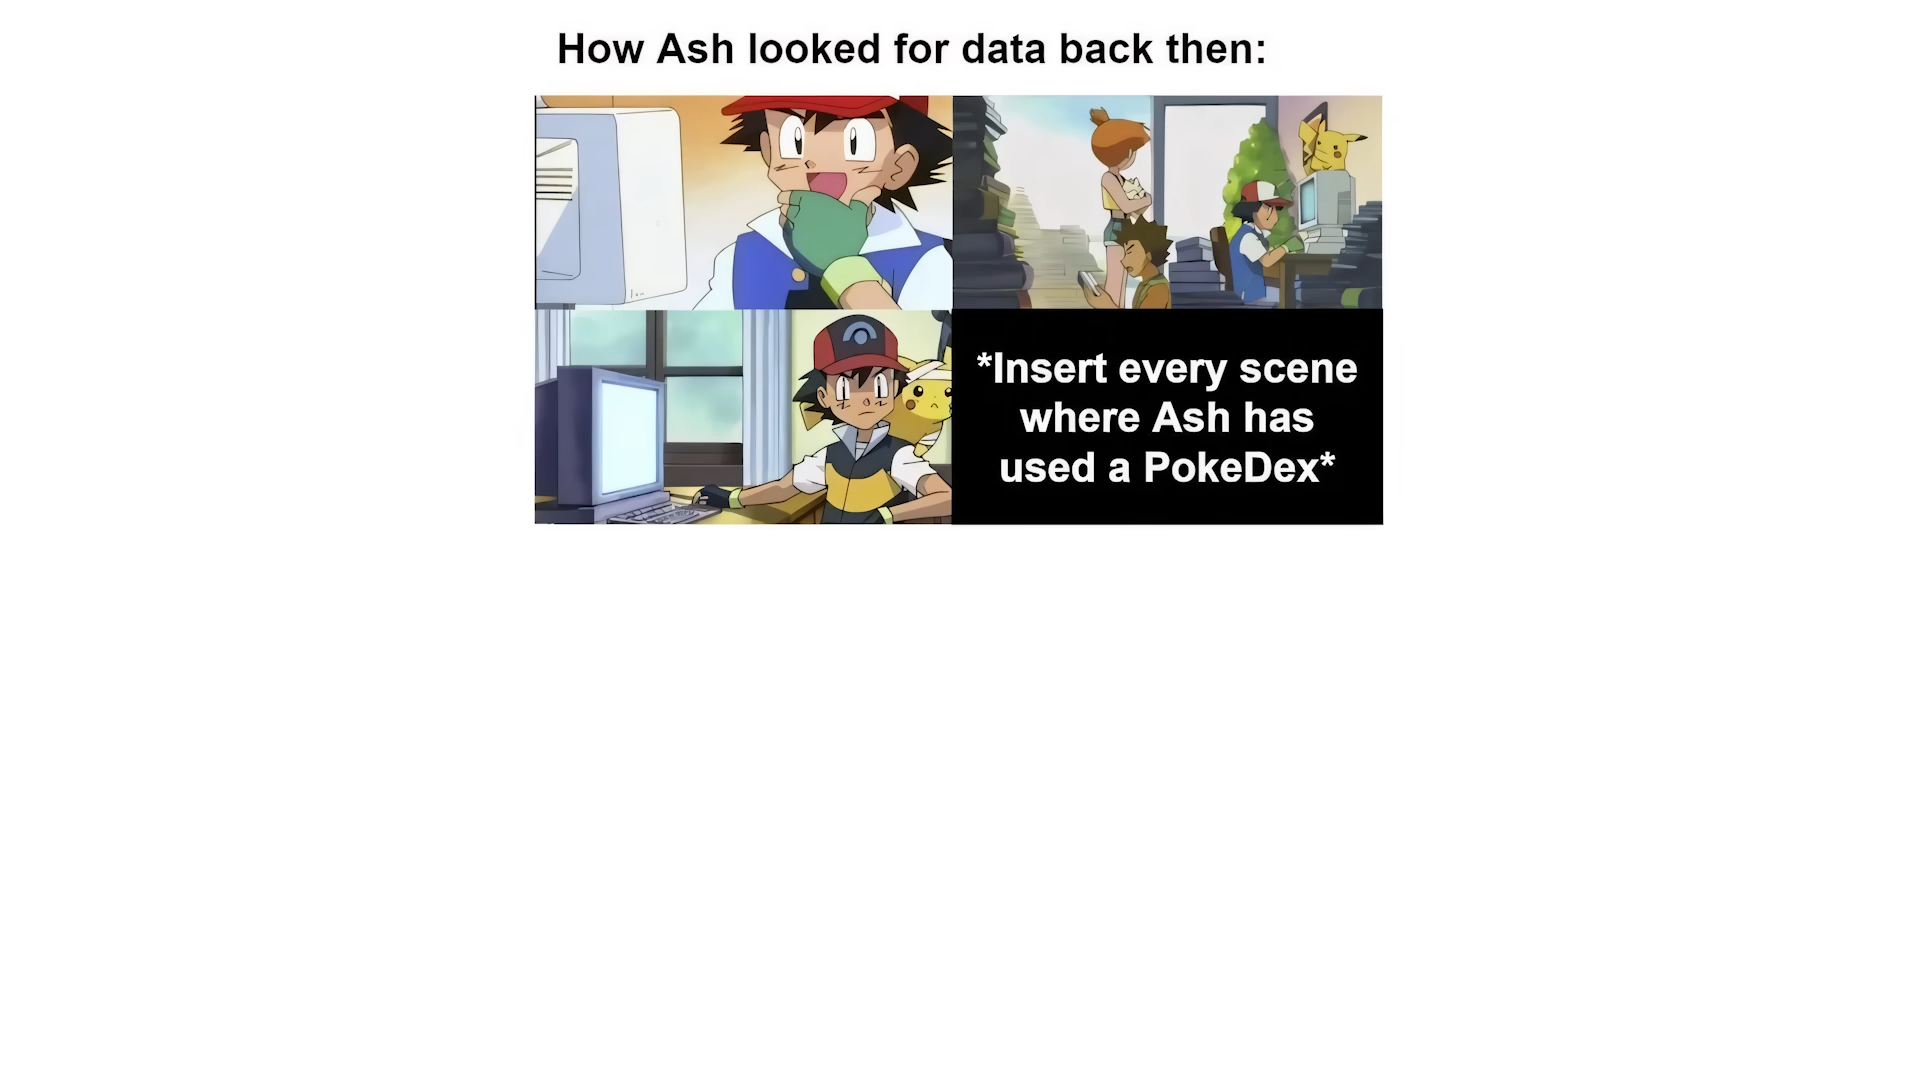 How Ash looked for data back then:
*Insert every scene
where Ash has
used a PokeDex*